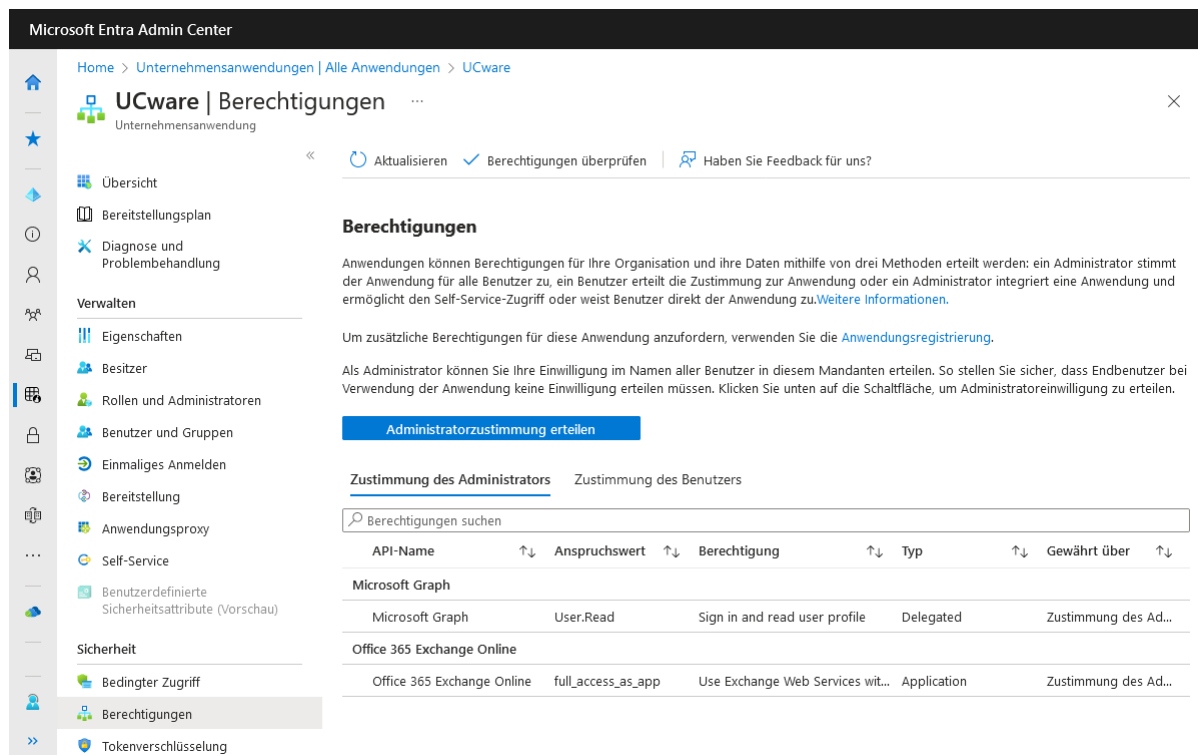 Microsoft Entra Admin Center
Home > Unternehmensanwendungen | Alle Anwendungen > UCware
UCware | Berechtigungen ...
Unternehmensanwendung
Übersicht
Bereitstellungsplan
Diagnose und
Problembehandlung
Verwalten
Eigenschaften
Besitzer
Rollen und Administratoren
Benutzer und Gruppen
Einmaliges Anmelden
Bereitstellung
Anwendungsproxy
Self-Service
Benutzerdefinierte
Sicherheitsattribute (Vorschau)
Sicherheit
Bedingter Zugriff
Berechtigungen
Tokenverschlüsselung
Aktualisieren Berechtigungen überprüfen Haben Sie Feedback für uns?
Berechtigungen
Anwendungen können Berechtigungen für Ihre Organisation und ihre Daten mithilfe von drei Methoden erteilt werden: ein Administrator stimmt
der Anwendung für alle Benutzer zu, ein Benutzer erteilt die Zustimmung zur Anwendung oder ein Administrator integriert eine Anwendung und
ermöglicht den Self-Service-Zugriff oder weist Benutzer direkt der Anwendung zu.Weitere Informationen.
Um zusätzliche Berechtigungen für diese Anwendung anzufordern, verwenden Sie die Anwendungsregistrierung.
Als Administrator können Sie Ihre Einwilligung im Namen aller Benutzer in diesem Mandanten erteilen. So stellen Sie sicher, dass Endbenutzer bei
Verwendung der Anwendung keine Einwilligung erteilen müssen. Klicken Sie unten auf die Schaltfläche, um Administratoreinwilligung zu erteilen.
Administratorzustimmung erteilen
Zustimmung des Administrators Zustimmung des Benutzers
Berechtigungen suchen
API-Name Anspruchswert Berechtigung Typ Gewährt über
Microsoft Graph
Microsoft Graph User.Read Sign in and read user profile Delegated Zustimmung des Ad...
Office 365 Exchange Online
Office 365 Exchange Online full_access_as_app Use Exchange Web Services wit... Application Zustimmung des Ad...